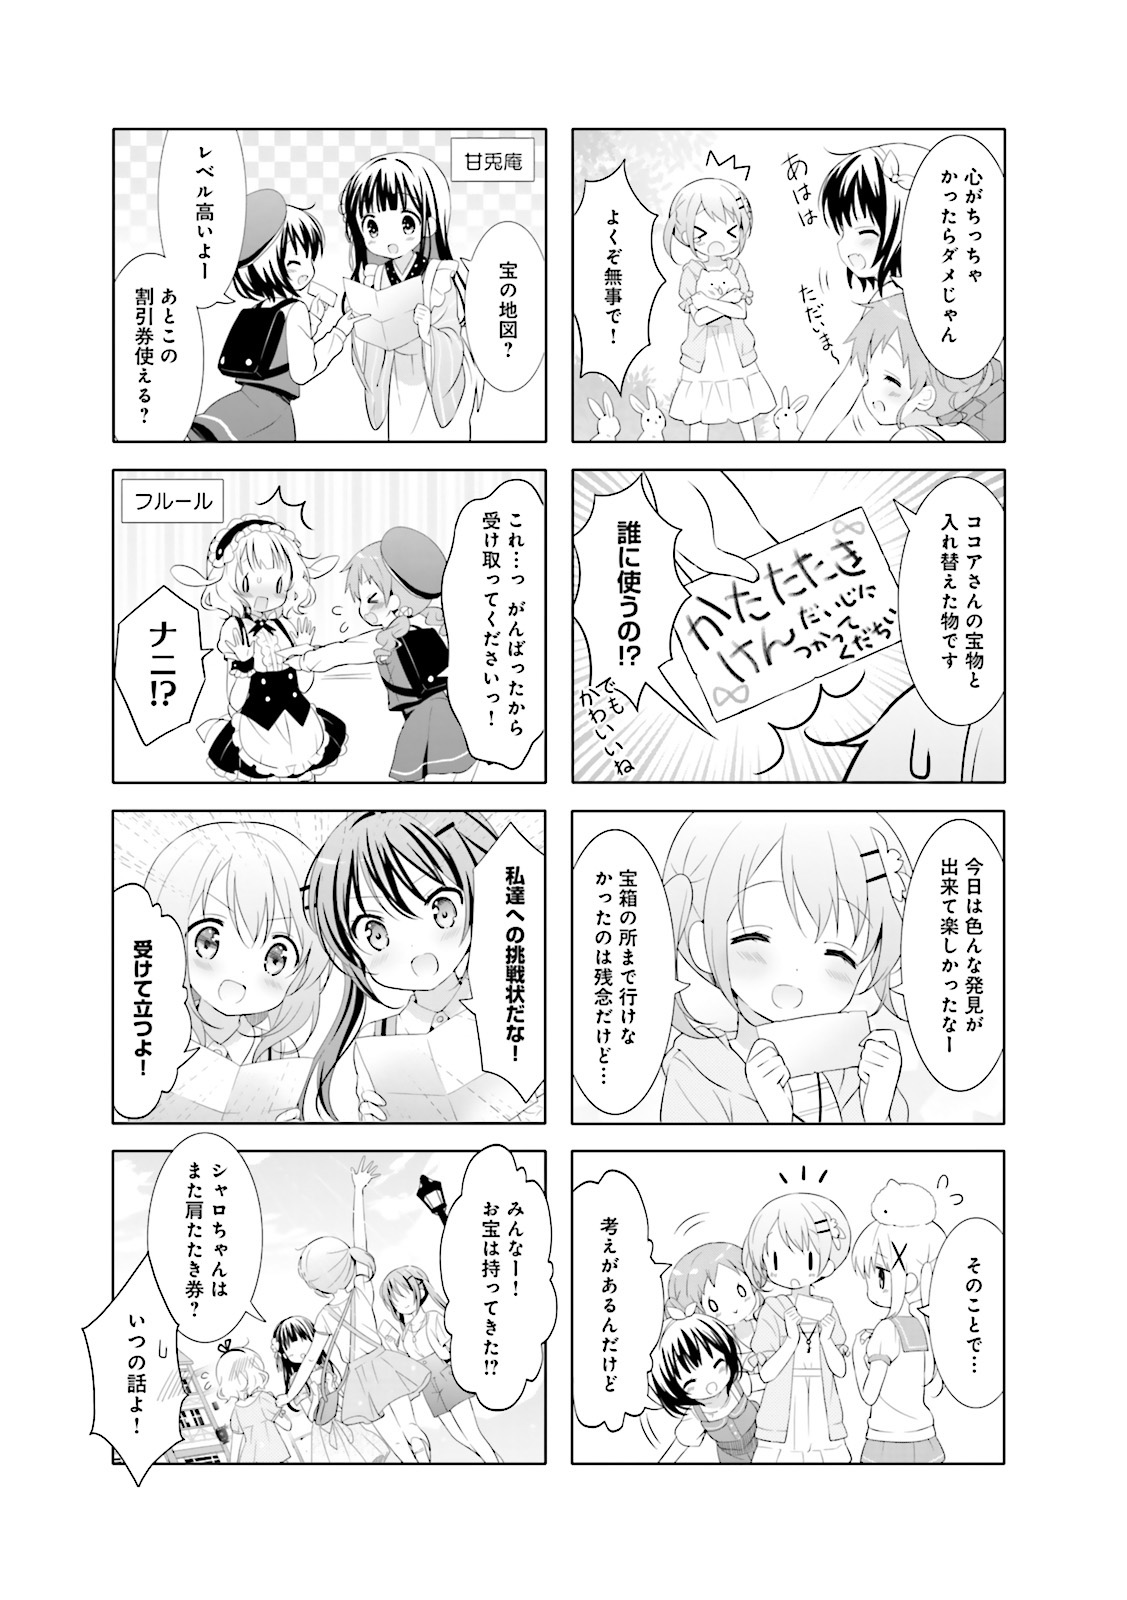 心がちっちゃ
かったらダメじゃん
あはは
よくぞ無事で！
ただいま〜
ココアさんの宝物と
入れ替えた物です
かたたたき
けん
だいじに
つかって
くだちい
誰に使うの!?
でも
かわいいね
今日は色んな発見が
出来て楽しかったなー
宝箱の所まで行けな
かったのは残念だけど…
そのことで…
考えがあるんだけど
甘兎庵
宝の地図？
レベル高いよー
あとこの
割引券使える？
フルール
これ…っ がんばったから
受け取ってくださいっ！
ナニ!?
私達への挑戦状だな！
受けて立つよ！
みんなー！
お宝は持ってきた!?
シャロちゃんは
また肩たたき券？
いつの話よ！